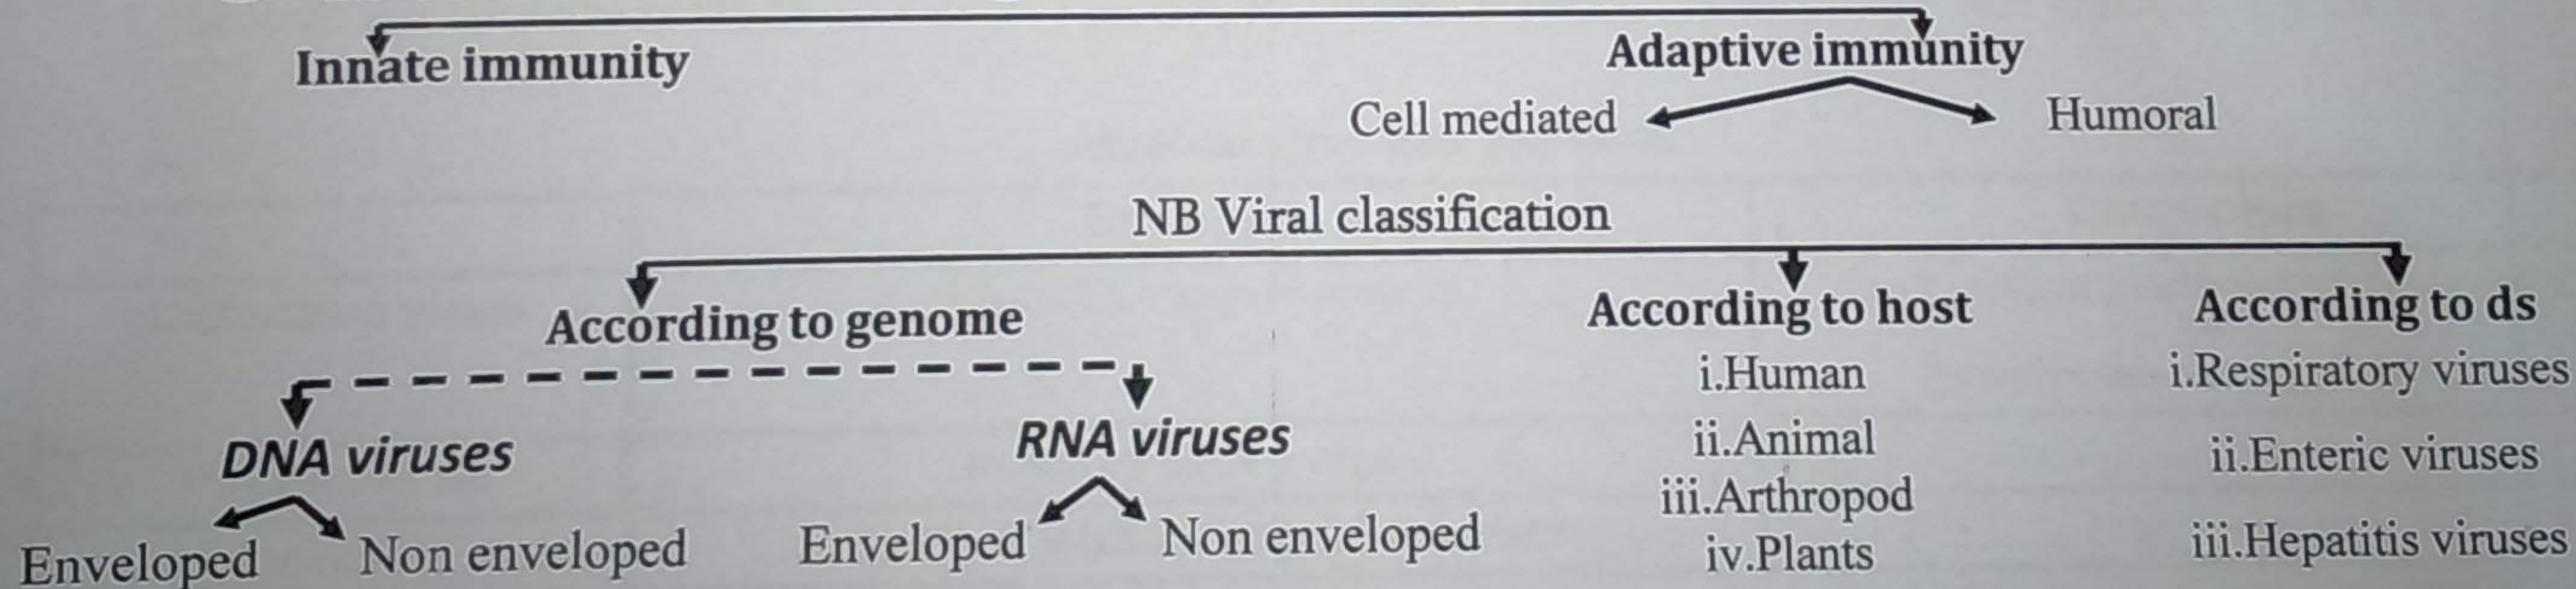 Innate immunity
Adaptive immunity
Cell mediated
Humoral
NB Viral classification
According to genome
According to host
According to ds
DNA viruses
RNA viruses
Enveloped
Non enveloped
Enveloped
Non enveloped
i.Human
ii.Animal
iii.Arthropod
iv.Plants
i.Respiratory viruses
ii.Enteric viruses
iii.Hepatitis viruses